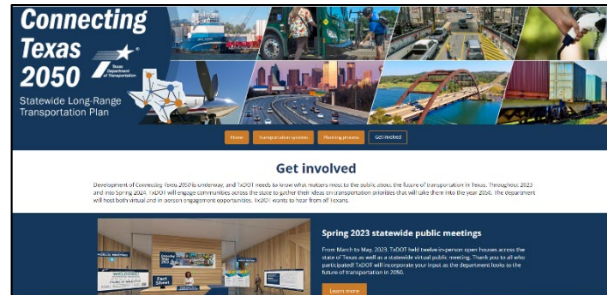 Connecting
Texas
2050
Texas
Department
of Transportation
Statewide Long-Range
Transportation Plan
Home
Transportation system
Planning process
Get involved
Get involved
Development of Connecting Texas 2050 is underway, and TxDOT needs to know what matters most to the public about the future of transportation in Texas. Throughout 2023
and into Spring 2024, TxDOT will engage communities across the state to gather their ideas on transportation priorities that will take them into the year 2050. The department
will host both virtual and in-person engagement opportunities. TxDOT wants to hear from all Texans.
Spring 2023 statewide public meetings
From March to May, 2023, TxDOT held twelve in-person open houses across the
state of Texas as well as a statewide virtual public meeting. Thank you to all who
participated! TxDOT will incorporate your input as the department looks to the
future of transportation in 2050.
Learn more
Fact
Sheet